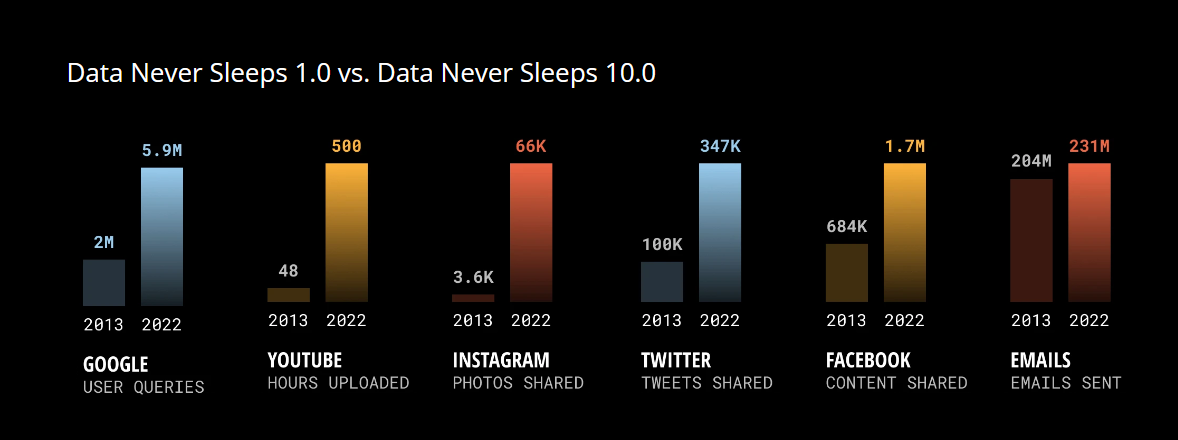 Data Never Sleeps 1.0 vs. Data Never Sleeps 10.0
5.9M
2M
2013 2022
GOOGLE
USER QUERIES
500
48
2013 2022
YOUTUBE
HOURS UPLOADED
66K
3.6K
2013 2022
INSTAGRAM
PHOTOS SHARED
347K
100K
2013 2022
TWITTER
TWEETS SHARED
1.7M
684K
2013 2022
FACEBOOK
CONTENT SHARED
231M
204M
2013 2022
EMAILS
EMAILS SENT